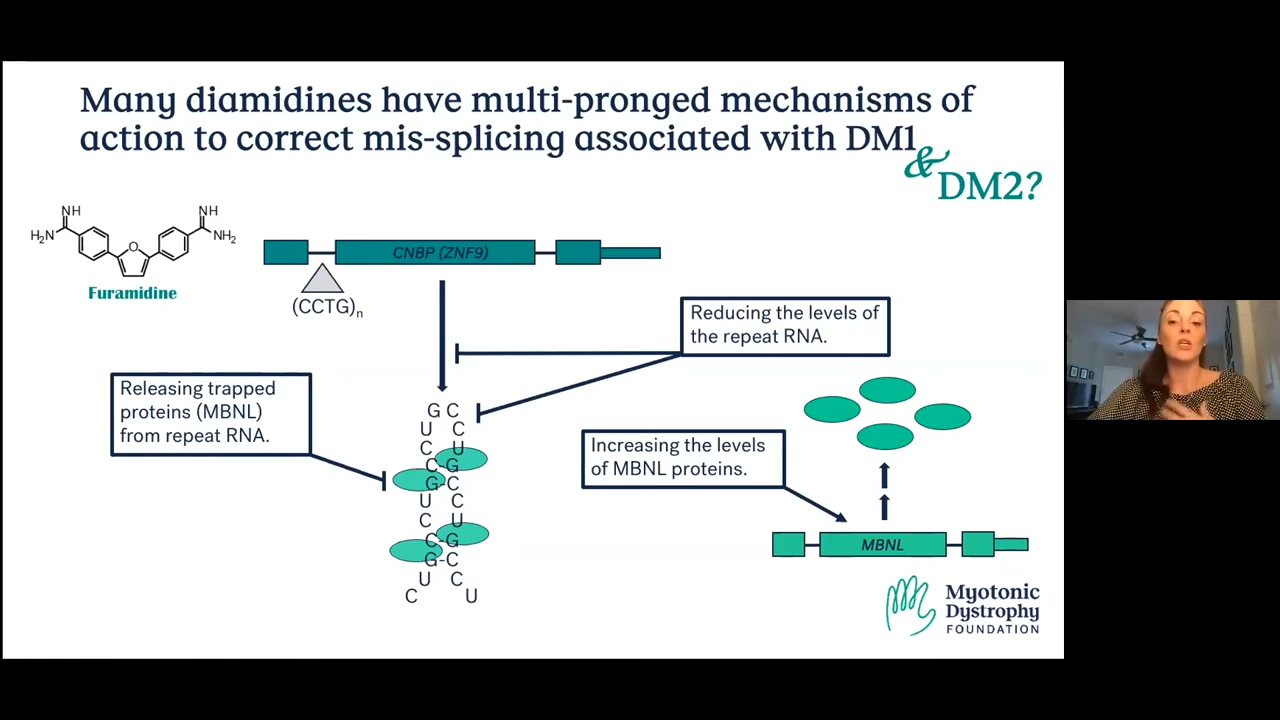 Many diamidines have multi-pronged mechanisms of
action to correct mis-splicing associated with DM1
&
DM2?
NH
H₂N
O
NH
NH₂
Furamidine
CNBP (ZNF9)
(CCTG)n
Reducing the levels of
the repeat RNA.
Releasing trapped
proteins (MBNL)
from repeat RNA.
Increasing the levels
of MBNL proteins.
G C
U C
C U
C-G
G-C
U C
C U
C-G
G-C
U C
C U
MBNL
Myotonic
Dystrophy
FOUNDATION